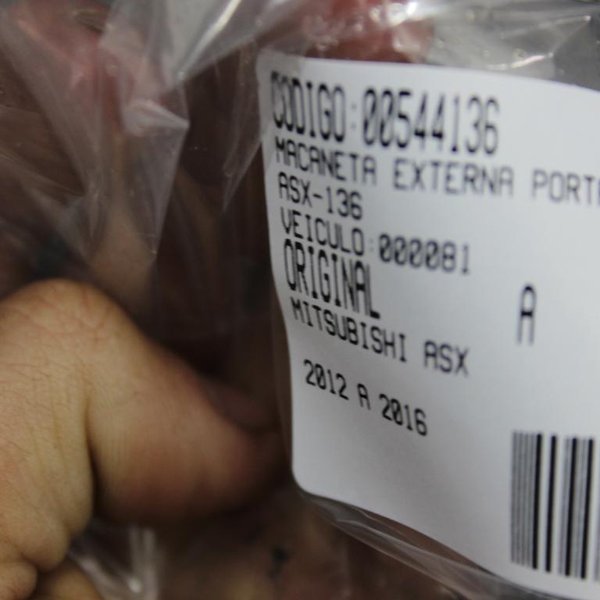 CODIGO:00544136
MACANETA EXTERNA PORT
ASX-136
VEICULO:000081
ORIGINAL A
MITSUBISHI ASX
2012 A 2016